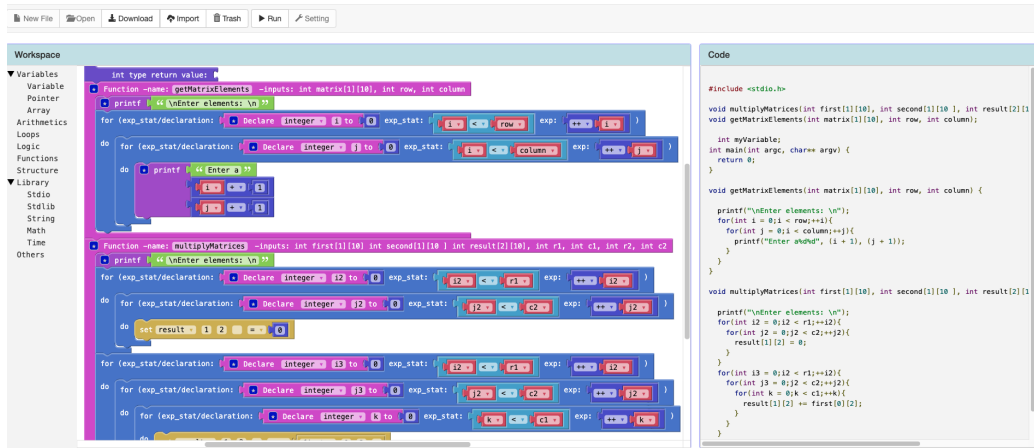 New File Open Download Import Trash Run Setting
Workspace
Variables
Variable
Pointer
Array
Arithmetics
Loops
Logic
Functions
Structure
Library
Stdio
Stdlib
String
Math
Time
Others
int type return value:
Function -name: getMatrixElements -inputs: int matrix[1][10], int row, int column
printf “ \nEnter elements: \n ”
for (exp_stat/declaration: Declare integer i to 0 exp_stat: i < row exp: ++ i )
do for (exp_stat/declaration: Declare integer j to 0 exp_stat: i < column exp: ++ j )
do printf “ Enter a ”
i + 1
j + 1
Function -name: multiplyMatrices -inputs: int first[1][10] int second[1][10 ] int result[2][10], int r1, int c1, int r2, int c2
printf “ \nEnter elements: \n ”
for (exp_stat/declaration: Declare integer i2 to 0 exp_stat: i2 < r1 exp: ++ i2 )
do for (exp_stat/declaration: Declare integer j2 to 0 exp_stat: j2 < c2 exp: ++ j2 )
do set result 1 2 = 0
for (exp_stat/declaration: Declare integer i3 to 0 exp_stat: i2 < r1 exp: ++ i2 )
do for (exp_stat/declaration: Declare integer j3 to 0 exp_stat: j2 < c2 exp: ++ j2 )
do for (exp_stat/declaration: Declare integer k to 0 exp_stat: k < c1 exp: ++ k )
do
Code
#include <stdio.h>
void multiplyMatrices(int first[1][10], int second[1][10 ], int result[2][1
void getMatrixElements(int matrix[1][10], int row, int column);
int myVariable;
int main(int argc, char** argv) {
return 0;
}
void getMatrixElements(int matrix[1][10], int row, int column) {
printf("\nEnter elements: \n");
for(int i = 0;i < row;++i){
for(int j = 0;i < column;++j){
printf("Enter a%d%d", (i + 1), (j + 1));
}
}
}
void multiplyMatrices(int first[1][10], int second[1][10 ], int result[2][1
printf("\nEnter elements: \n");
for(int i2 = 0;i2 < r1;++i2){
for(int j2 = 0;j2 < c2;++j2){
result[1][2] = 0;
}
}
for(int i3 = 0;i2 < r1;++i2){
for(int j3 = 0;j2 < c2;++j2){
for(int k = 0;k < c1;++k){
result[1][2] += first[0][2];
}
}